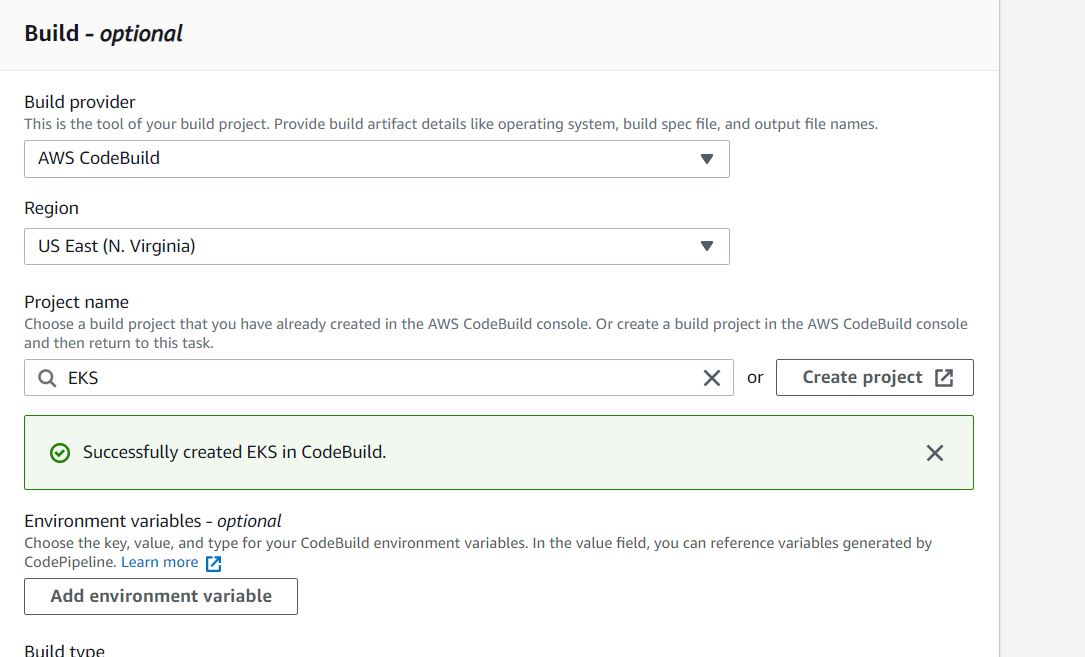 Build - optional
Build provider
This is the tool of your build project. Provide build artifact details like operating system, build spec file, and output file names.
AWS CodeBuild
Region
US East (N. Virginia)
Project name
Choose a build project that you have already created in the AWS CodeBuild console. Or create a build project in the AWS CodeBuild console
and then return to this task.
EKS
or
Create project
Successfully created EKS in CodeBuild.
Environment variables - optional
Choose the key, value, and type for your CodeBuild environment variables. In the value field, you can reference variables generated by
CodePipeline. Learn more
Add environment variable
Build type